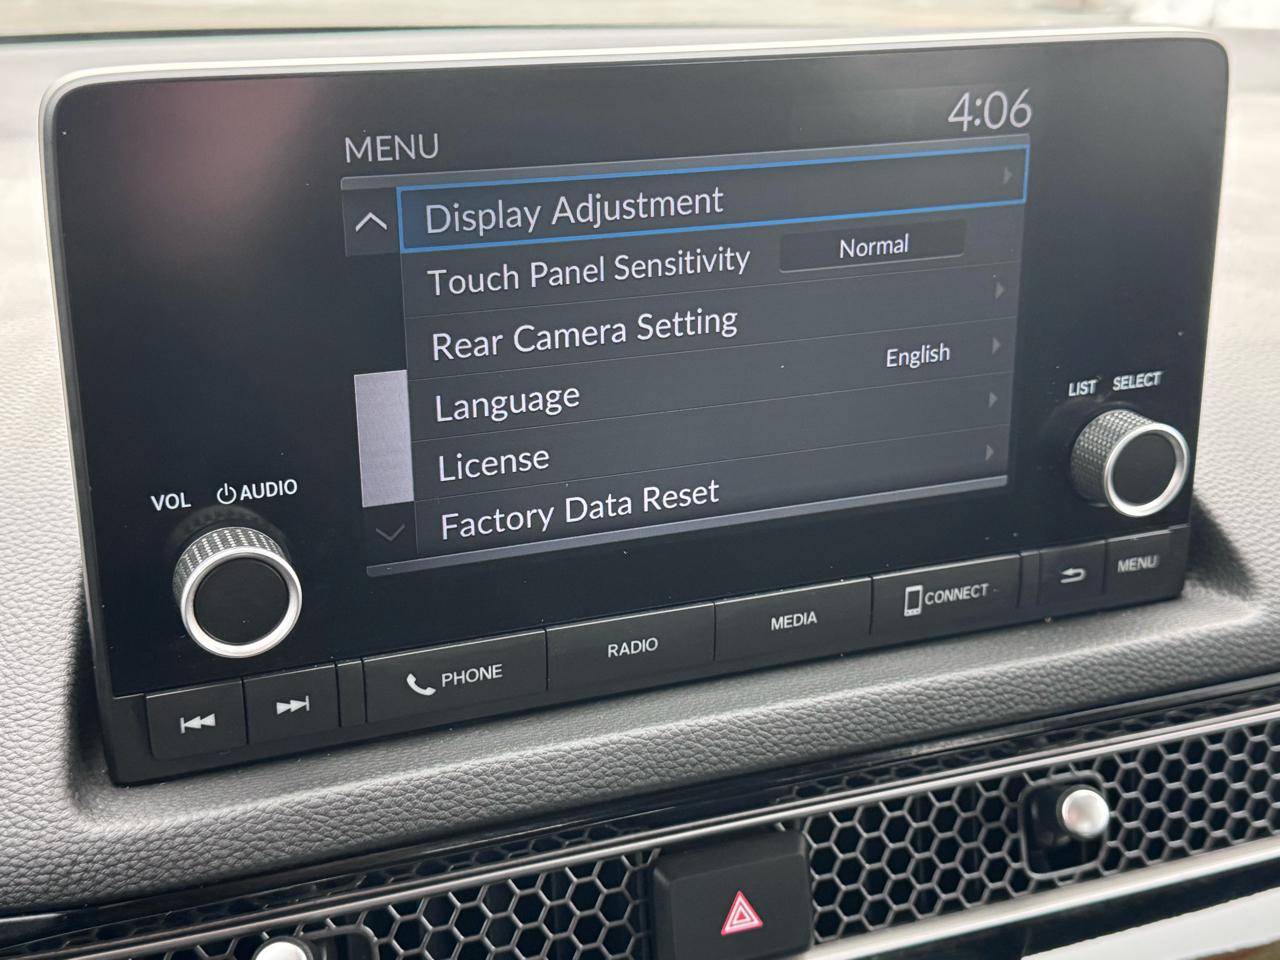 4:06
MENU
Display Adjustment
Touch Panel Sensitivity Normal
Rear Camera Setting
Language English
License
Factory Data Reset
LIST SELECT
VOL AUDIO
PHONE
RADIO
MEDIA
CONNECT
MENU